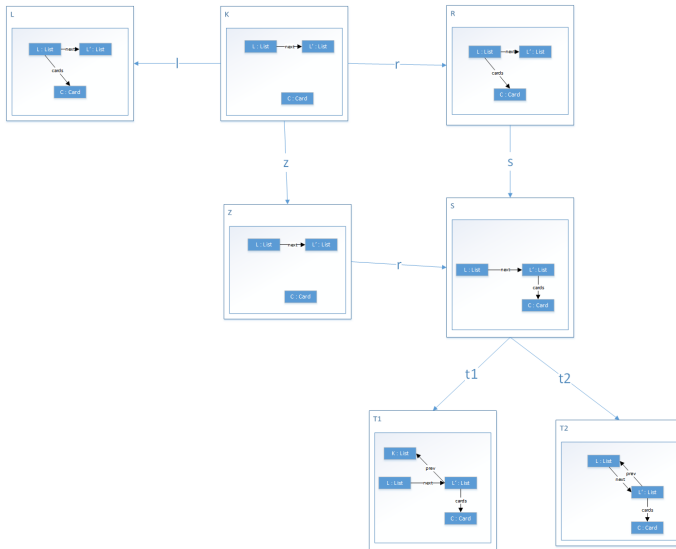 L
K
R
L : List
next
L' : List
cards
C : Card
L : List
next
L' : List
C : Card
L : List
next
L' : List
cards
C : Card
l
r
z
s
Z
S
L : List
next
L' : List
C : Card
r
L : List
next
L' : List
cards
C : Card
t1
t2
T1
T2
K : List
prev
L : List
next
L' : List
cards
C : Card
L : List
prev
next
L' : List
cards
C : Card